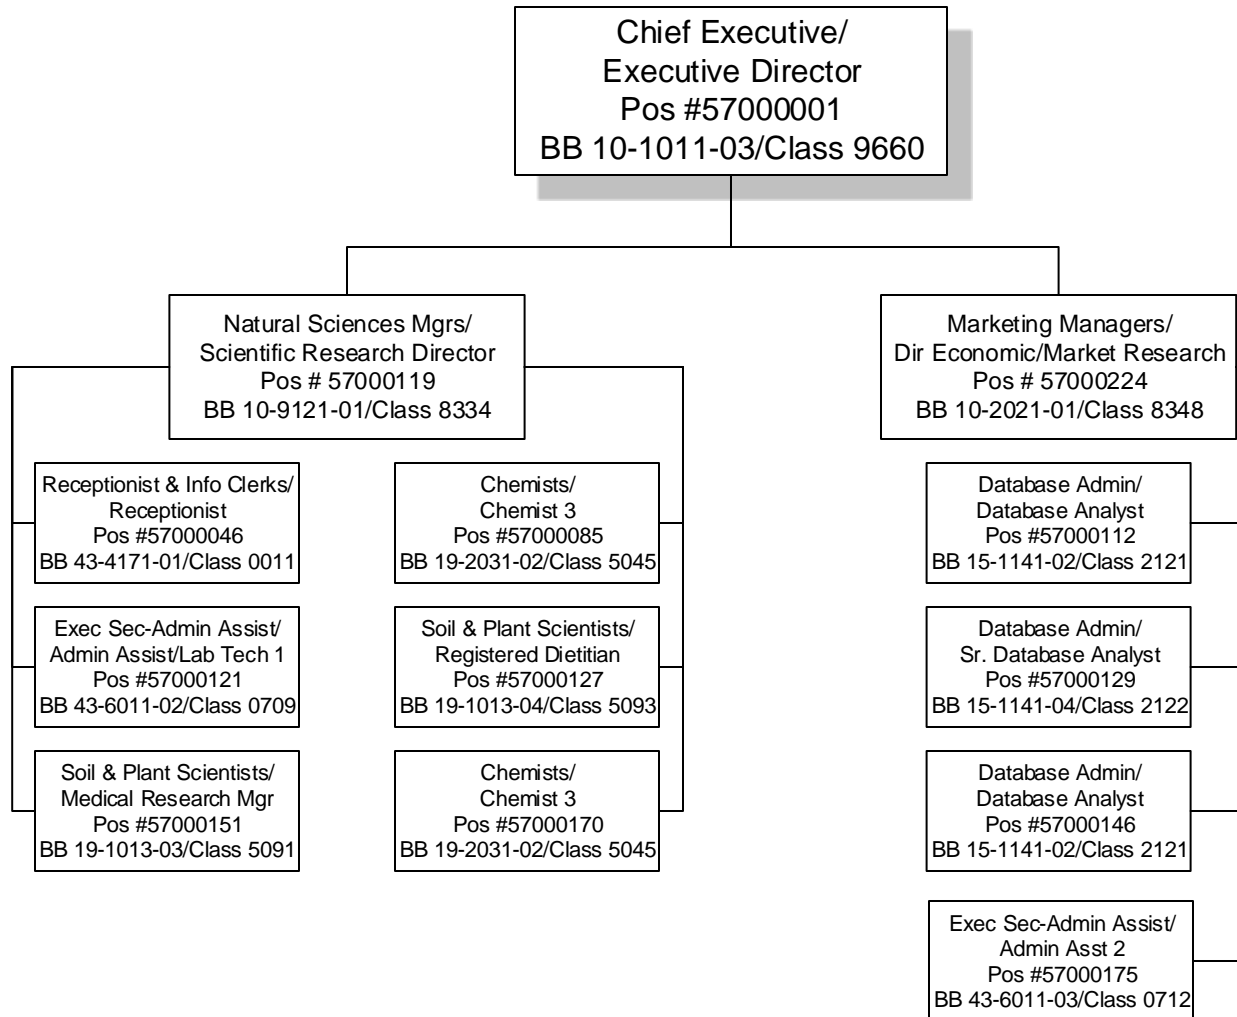 Chief Executive/
Executive Director
Pos #57000001
BB 10-1011-03/Class 9660
Natural Sciences Mgrs/
Scientific Research Director
Pos # 57000119
BB 10-9121-01/Class 8334
Marketing Managers/
Dir Economic/Market Research
Pos # 57000224
BB 10-2021-01/Class 8348
Receptionist & Info Clerks/
Receptionist
Pos #57000046
BB 43-4171-01/Class 0011
Chemists/
Chemist 3
Pos #57000085
BB 19-2031-02/Class 5045
Database Admin/
Database Analyst
Pos #57000112
BB 15-1141-02/Class 2121
Exec Sec-Admin Assist/
Admin Assist/Lab Tech 1
Pos #57000121
BB 43-6011-02/Class 0709
Soil & Plant Scientists/
Registered Dietitian
Pos #57000127
BB 19-1013-04/Class 5093
Database Admin/
Sr. Database Analyst
Pos #57000129
BB 15-1141-04/Class 2122
Soil & Plant Scientists/
Medical Research Mgr
Pos #57000151
BB 19-1013-03/Class 5091
Chemists/
Chemist 3
Pos #57000170
BB 19-2031-02/Class 5045
Database Admin/
Database Analyst
Pos #57000146
BB 15-1141-02/Class 2121
Exec Sec-Admin Assist/
Admin Asst 2
Pos #57000175
BB 43-6011-03/Class 0712